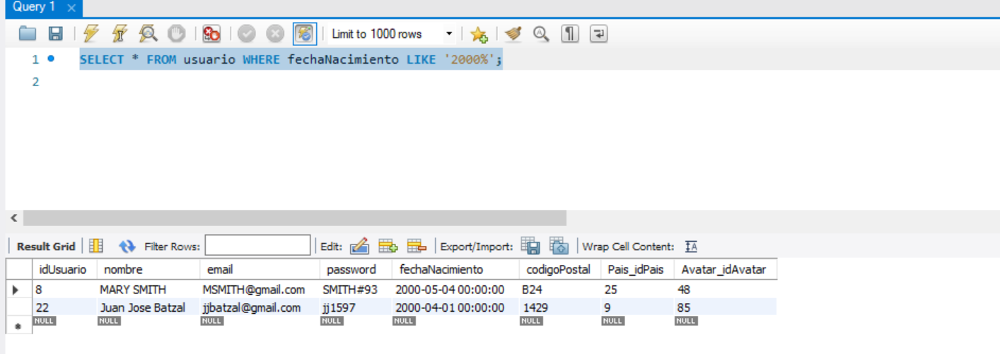 Query 1
Limit to 1000 rows
1 SELECT * FROM usuario WHERE fechaNacimiento LIKE '2000%';
2
Result Grid Filter Rows: Edit: Export/Import: Wrap Cell Content:
idUsuario nombre email password fechaNacimiento codigoPostal Pais_idPais Avatar_idAvatar
8 MARY SMITH MSMITH@gmail.com SMITH#93 2000-05-04 00:00:00 B24 25 48
22 Juan Jose Batzal jjbatzal@gmail.com jj1597 2000-04-01 00:00:00 1429 9 85
NULL NULL NULL NULL NULL NULL NULL NULL